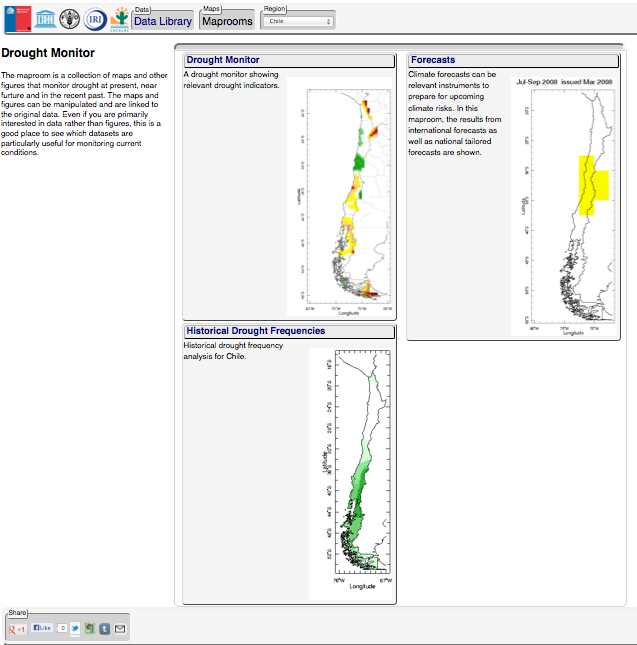 Data
Data Library
Maps
Maprooms
Region
Chile
IRI
Drought Monitor
The maproom is a collection of maps and other
figures that monitor drought at present, near
furture and in the recent past. The maps and
figures can be manipulated and are linked to
the original data. Even if you are primarily
interested in data rather than figures, this is a
good place to see which datasets are
particularly useful for monitoring current
conditions.
Drought Monitor
A drought monitor showing
relevant drought indicators.
Latitude
Longitude
Forecasts
Climate forecasts can be
relevant instruments to
prepare for upcoming
climate risks. In this
maproom, the results from
international forecasts as
well as national tailored
forecasts are shown.
Jul-Sep 2008 issued Mar 2008
Latitude
Longitude
Historical Drought Frequencies
Historical drought frequency
analysis for Chile.
Latitude
76°W
67°W
Longitude
Share
+1
Like
0